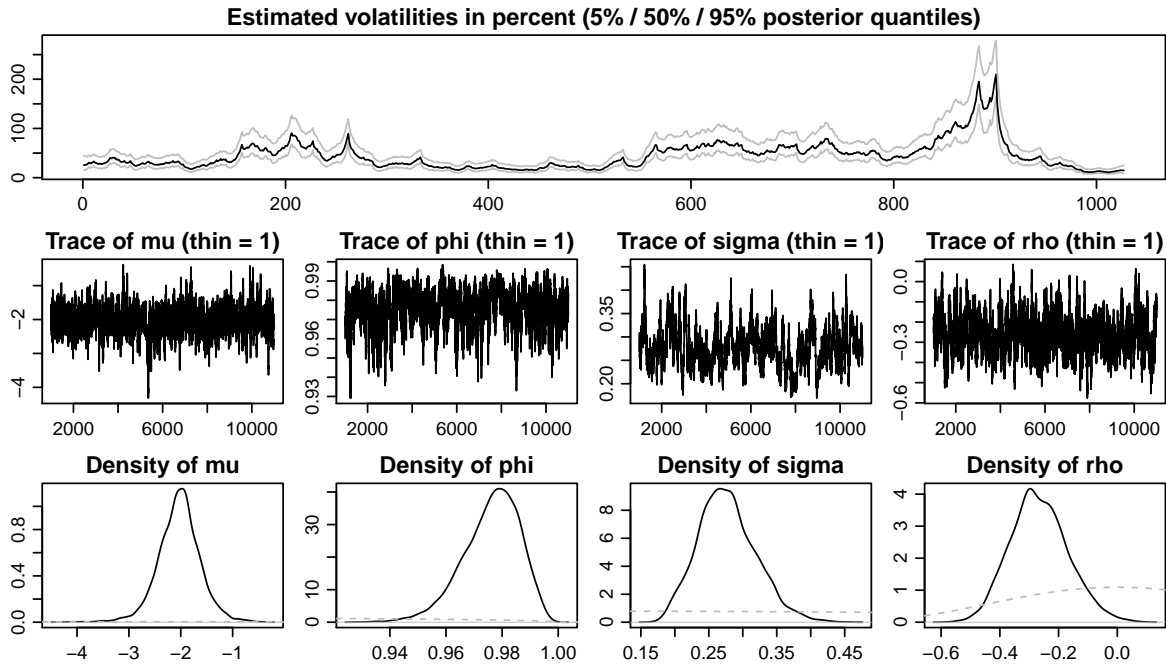 Estimated volatilities in percent (5% / 50% / 95% posterior quantiles)
0 100 200
0 200 400 600 800 1000
Trace of mu (thin = 1) Trace of phi (thin = 1) Trace of sigma (thin = 1) Trace of rho (thin = 1)
−4 −2
2000 6000 10000
0.93 0.96 0.99
2000 6000 10000
0.20 0.35
2000 6000 10000
−0.6 −0.3 0.0
2000 6000 10000
Density of mu Density of phi Density of sigma Density of rho
0.0 0.4 0.8
−4 −3 −2 −1
0 10 30
0.94 0.96 0.98 1.00
0 2 4 6 8
0.15 0.25 0.35 0.45
0 1 2 3 4
−0.6 −0.4 −0.2 0.0